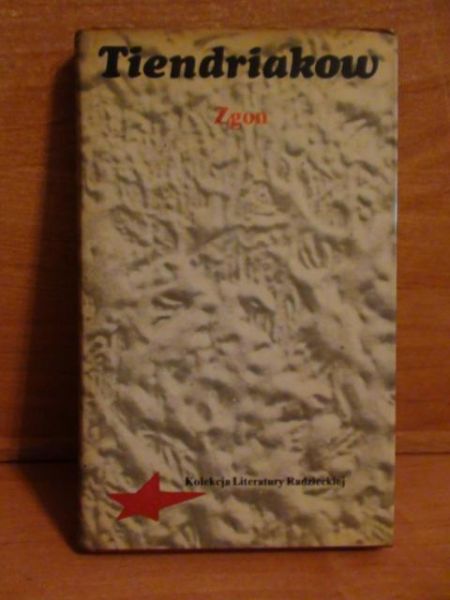 Tiendriakow
Zgon
Kolekcja Literatury Radzieckiej